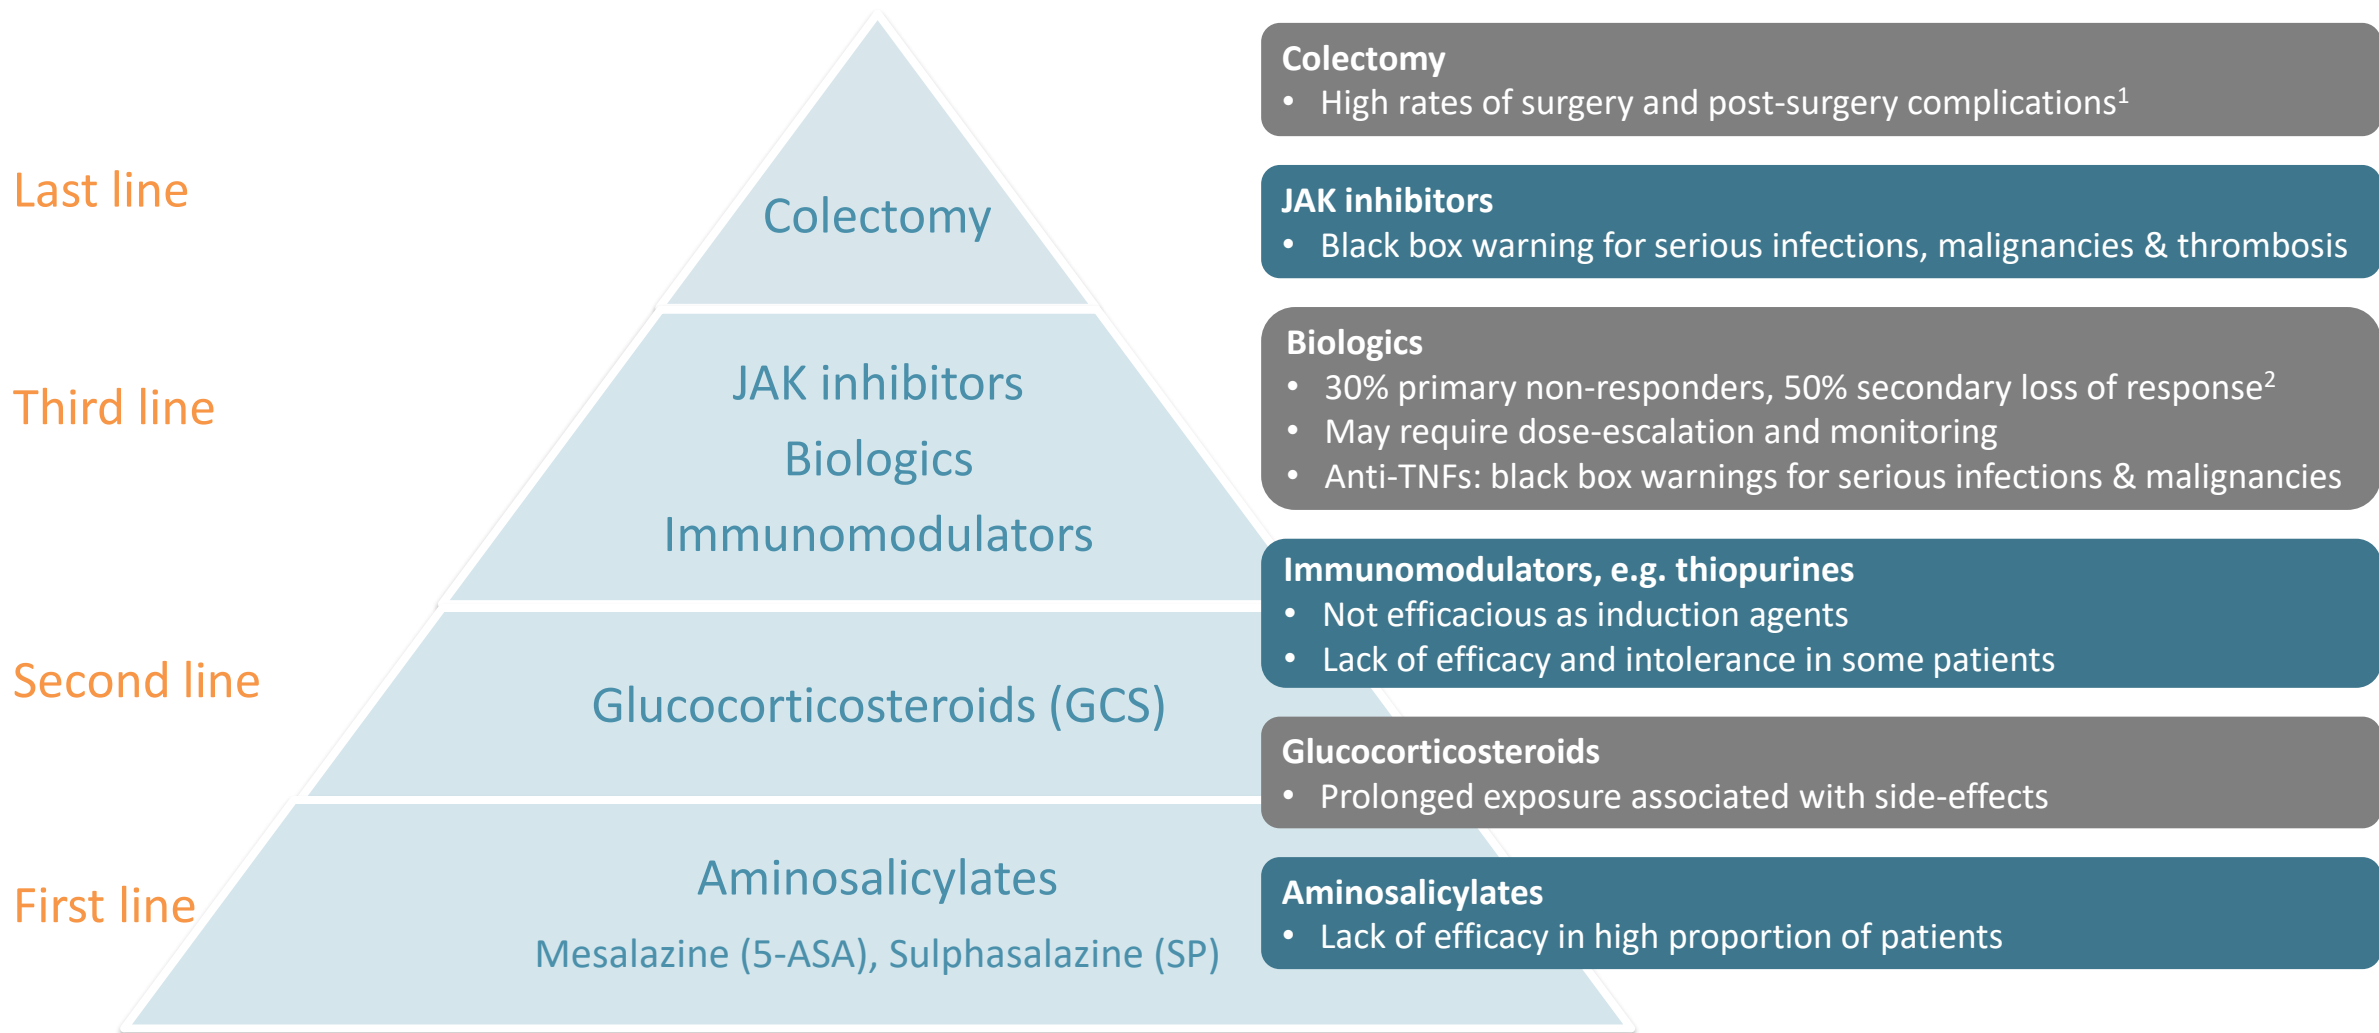 Last line
Third line
Second line
First line
Colectomy
JAK inhibitors
Biologics
Immunomodulators
Glucocorticosteroids (GCS)
Aminosalicylates
Mesalazine (5-ASA), Sulphasalazine (SP)
Colectomy
• High rates of surgery and post-surgery complications¹
JAK inhibitors
• Black box warning for serious infections, malignancies & thrombosis
Biologics
• 30% primary non-responders, 50% secondary loss of response²
• May require dose-escalation and monitoring
• Anti-TNFs: black box warnings for serious infections & malignancies
Immunomodulators, e.g. thiopurines
• Not efficacious as induction agents
• Lack of efficacy and intolerance in some patients
Glucocorticosteroids
• Prolonged exposure associated with side-effects
Aminosalicylates
• Lack of efficacy in high proportion of patients